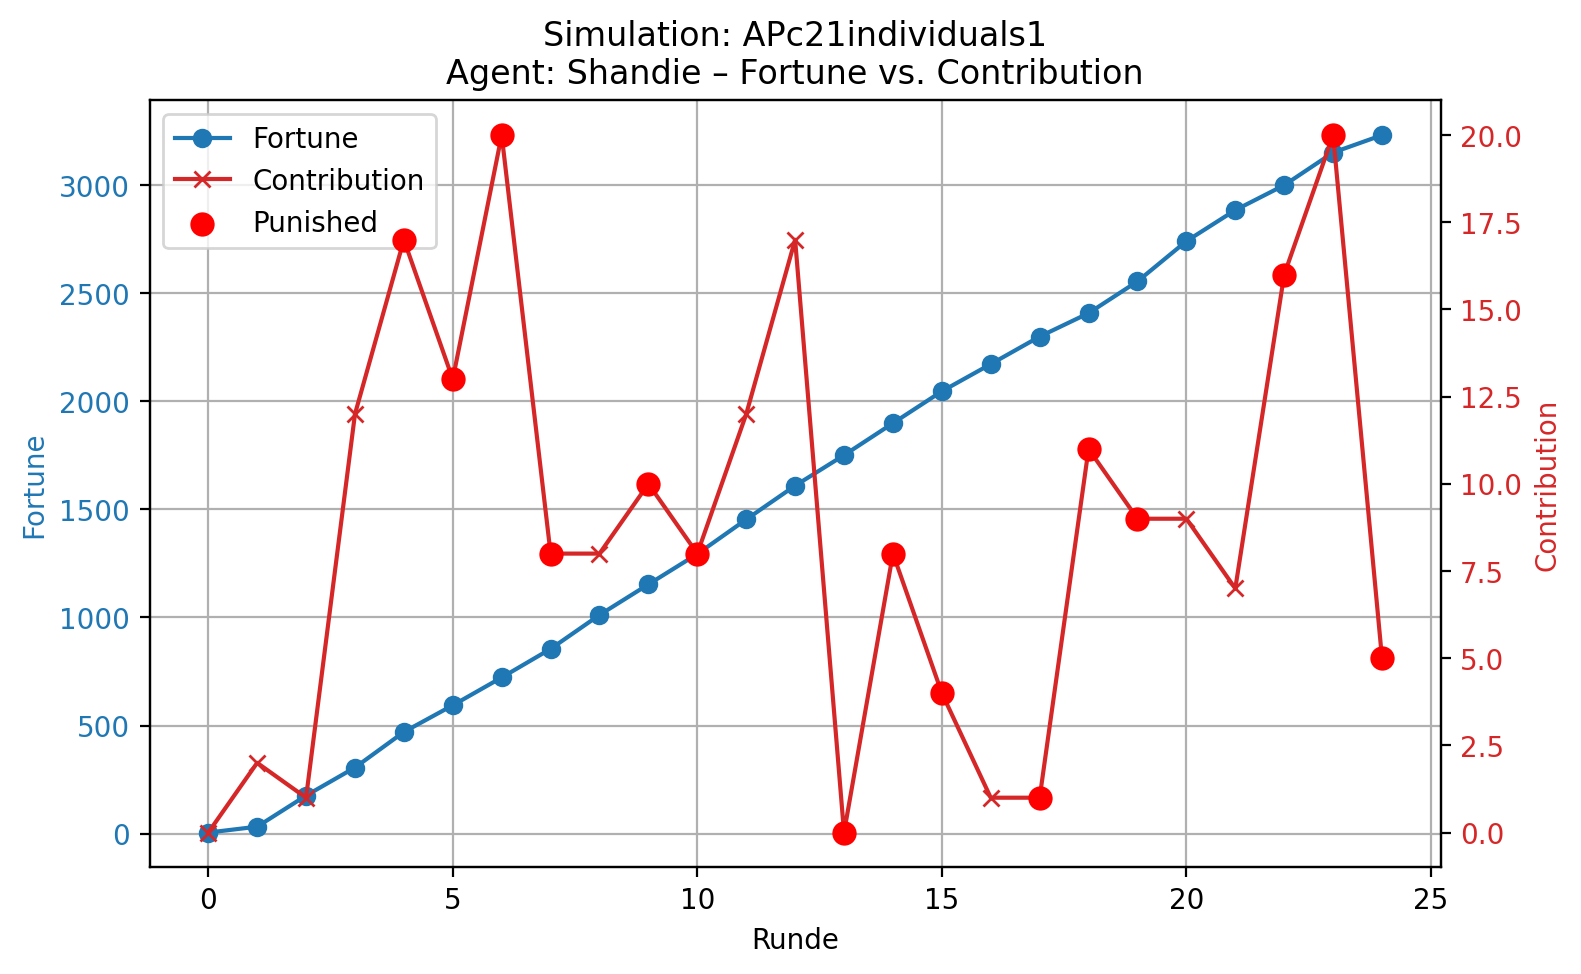 Simulation: APc21individuals1
Agent: Shandie – Fortune vs. Contribution
Fortune
Contribution
Punished
3000
2500
2000
1500
1000
500
0
Fortune
20.0
17.5
15.0
12.5
10.0
7.5
5.0
2.5
0.0
Contribution
0 5 10 15 20 25
Runde